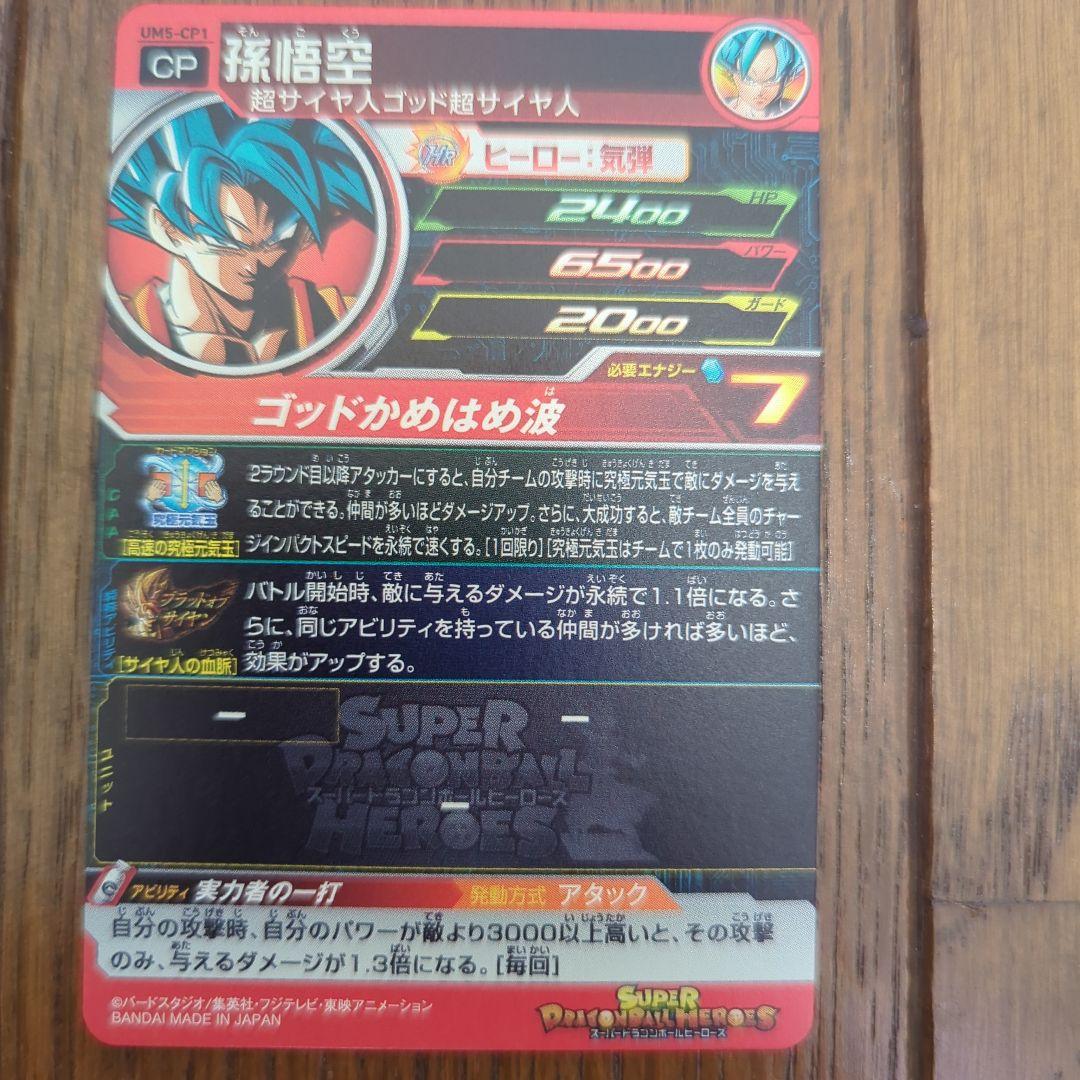 UM5-CP1
CP
孫悟空
超サイヤ人ゴッド超サイヤ人
HR
ヒーロー:気弾
HP
2400
パワー
6500
ガード
2000
必要エナジー
7
ゴッドかめはめ波
カードアクション
究極元気玉
[高速の究極元気玉]
2ラウンド目以降アタッカーにすると、自分チームの攻撃時に究極元気玉で敵にダメージを与え
ることができる。仲間が多いほどダメージアップ。さらに、大成功すると、敵チーム全員のチャー
ジインパクトスピードを永続で速くする。[1回限り][究極元気玉はチームで1枚のみ発動可能]
ブラッドオブ
サイヤン
[サイヤ人の血脈]
バトル開始時、敵に与えるダメージが永続で1.1倍になる。さ
らに、同じアビリティを持っている仲間が多ければ多いほど、
効果がアップする。
ユニット
ー
ー
ー
SUPER
DRAGONBALL
スーパードラゴンボールヒーローズ
HEROES
アビリティ 実力者の一打
発動方式 アタック
自分の攻撃時、自分のパワーが敵より3000以上高いと、その攻撃
のみ、与えるダメージが1.3倍になる。[毎回]
©バードスタジオ/集英社・フジテレビ・東映アニメーション
BANDAI MADE IN JAPAN
SUPER
DRAGONBALL HEROES
スーパードラゴンボールヒーローズ